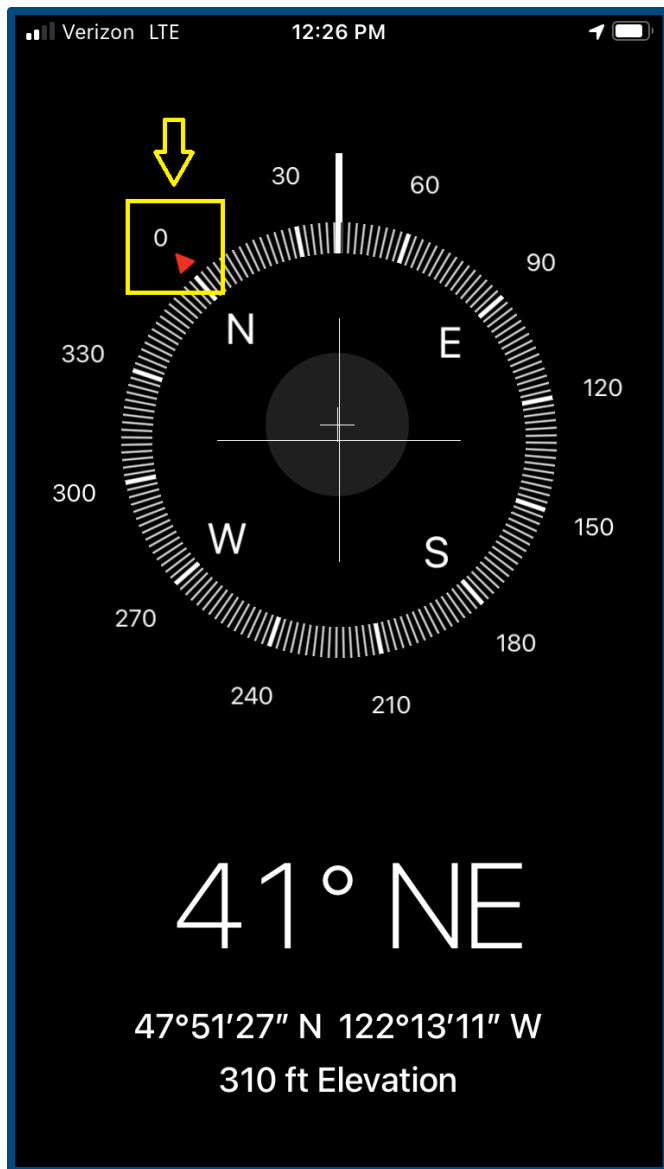 Verizon LTE 12:26 PM
30 60
0 90
N E
330 120
300 150
W S
270 180
240 210
41° NE
47°51′27″ N 122°13′11″ W
310 ft Elevation